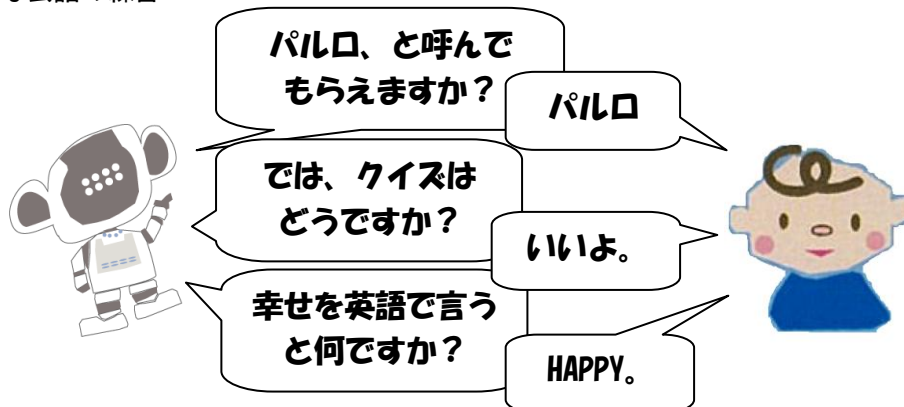 パルロ、と呼んで
もらえますか？
パルロ
では、クイズは
どうですか？
いいよ。
幸せを英語で言う
と何ですか？
HAPPY。